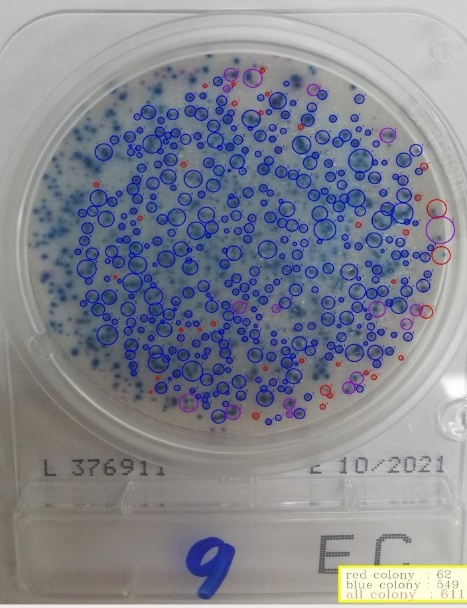 L 376911
E 10/2021
9
EC
red colony : 62
blue colony : 549
all colony : 611